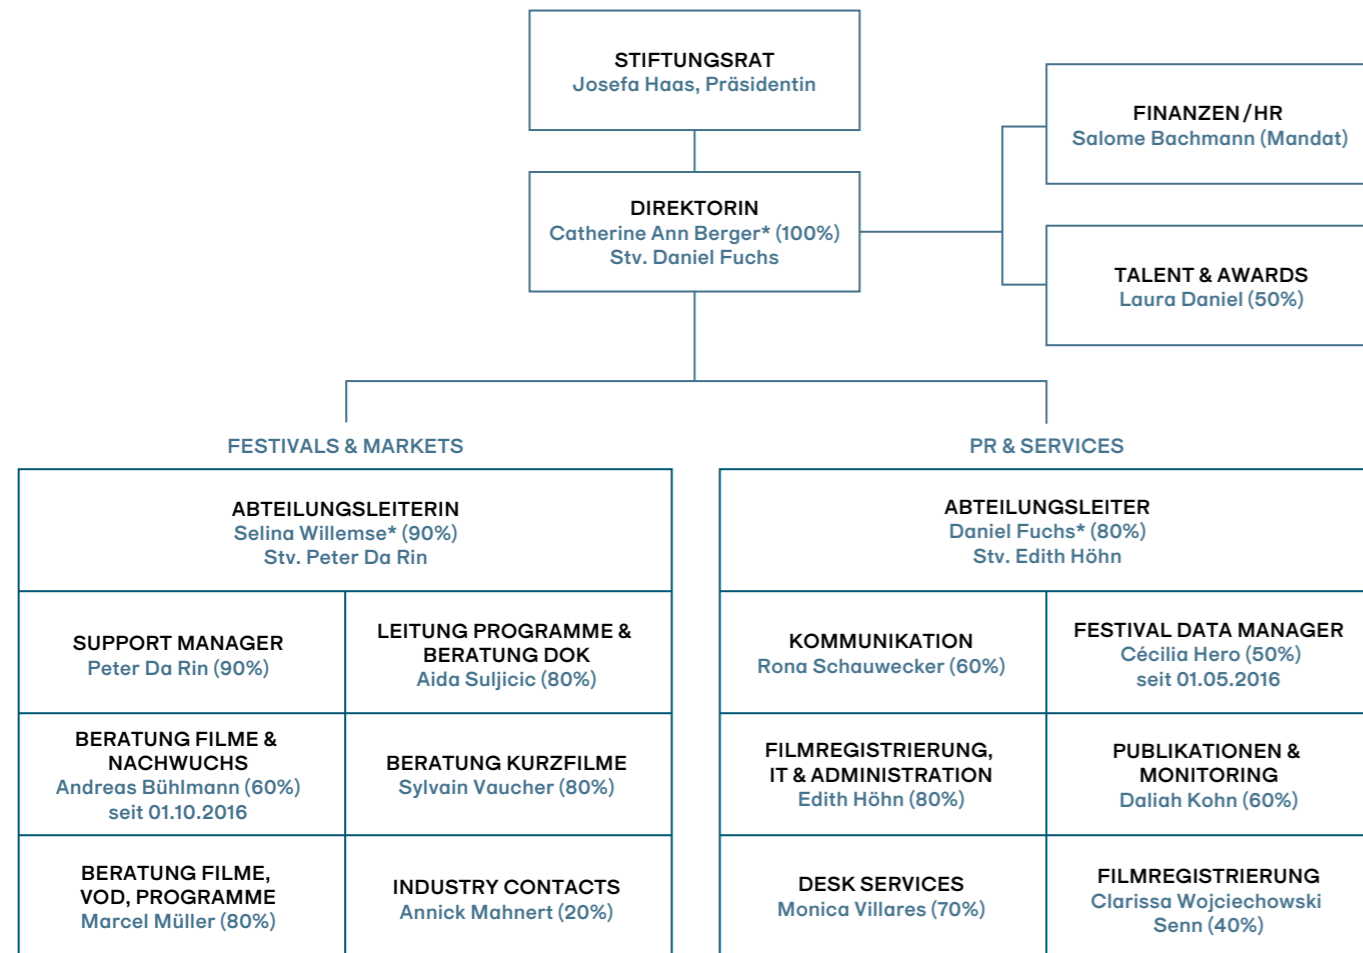 STIFTUNGSRAT
Josefa Haas, Präsidentin
FINANZEN/HR
Salome Bachmann (Mandat)
DIREKTORIN
Catherine Ann Berger* (100%)
Stv. Daniel Fuchs
TALENT & AWARDS
Laura Daniel (50%)
FESTIVALS & MARKETS
ABTEILUNGSLEITERIN
Selina Willemse* (90%)
Stv. Peter Da Rin
SUPPORT MANAGER
Peter Da Rin (90%)
LEITUNG PROGRAMME &
BERATUNG DOK
Aida Suljicic (80%)
BERATUNG FILME &
NACHWUCHS
Andreas Bühlmann (60%)
seit 01.10.2016
BERATUNG KURZFILME
Sylvain Vaucher (80%)
BERATUNG FILME,
VOD, PROGRAMME
Marcel Müller (80%)
INDUSTRY CONTACTS
Annick Mahnert (20%)
PR & SERVICES
ABTEILUNGSLEITER
Daniel Fuchs* (80%)
Stv. Edith Höhn
KOMMUNIKATION
Rona Schauwecker (60%)
FESTIVAL DATA MANAGER
Cécilia Hero (50%)
seit 01.05.2016
FILMREGISTRIERUNG,
IT & ADMINISTRATION
Edith Höhn (80%)
PUBLIKATIONEN &
MONITORING
Daliah Kohn (60%)
DESK SERVICES
Monica Villares (70%)
FILMREGISTRIERUNG
Clarissa Wojciechowski
Senn (40%)